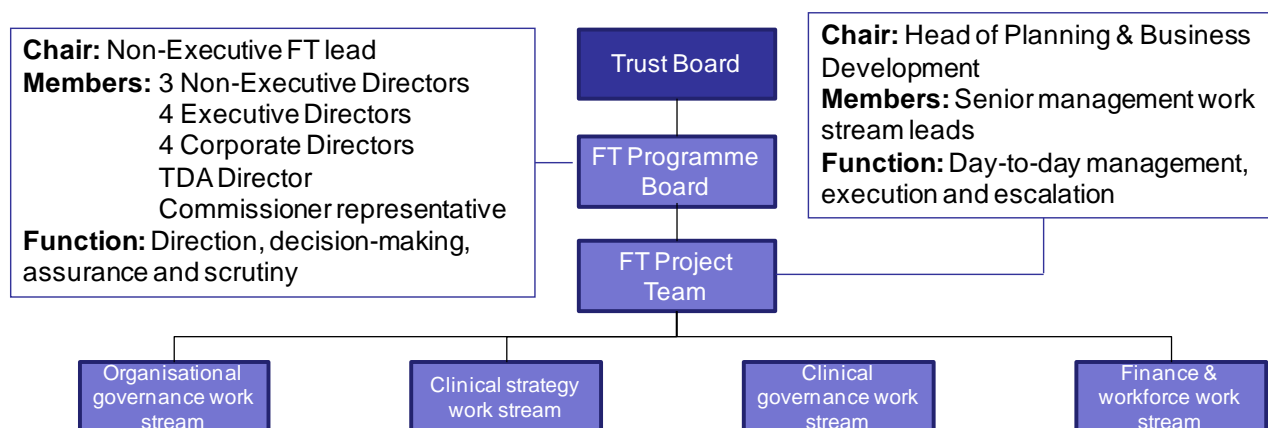 Chair: Non-Executive FT lead
Members: 3 Non-Executive Directors
4 Executive Directors
4 Corporate Directors
TDA Director
Commissioner representative
Function: Direction, decision-making,
assurance and scrutiny
Trust Board
FT Programme
Board
FT Project
Team
Chair: Head of Planning & Business
Development
Members: Senior management work
stream leads
Function: Day-to-day management,
execution and escalation
Organisational
governance work
stream
Clinical strategy
work stream
Clinical
governance work
stream
Finance &
workforce work
stream